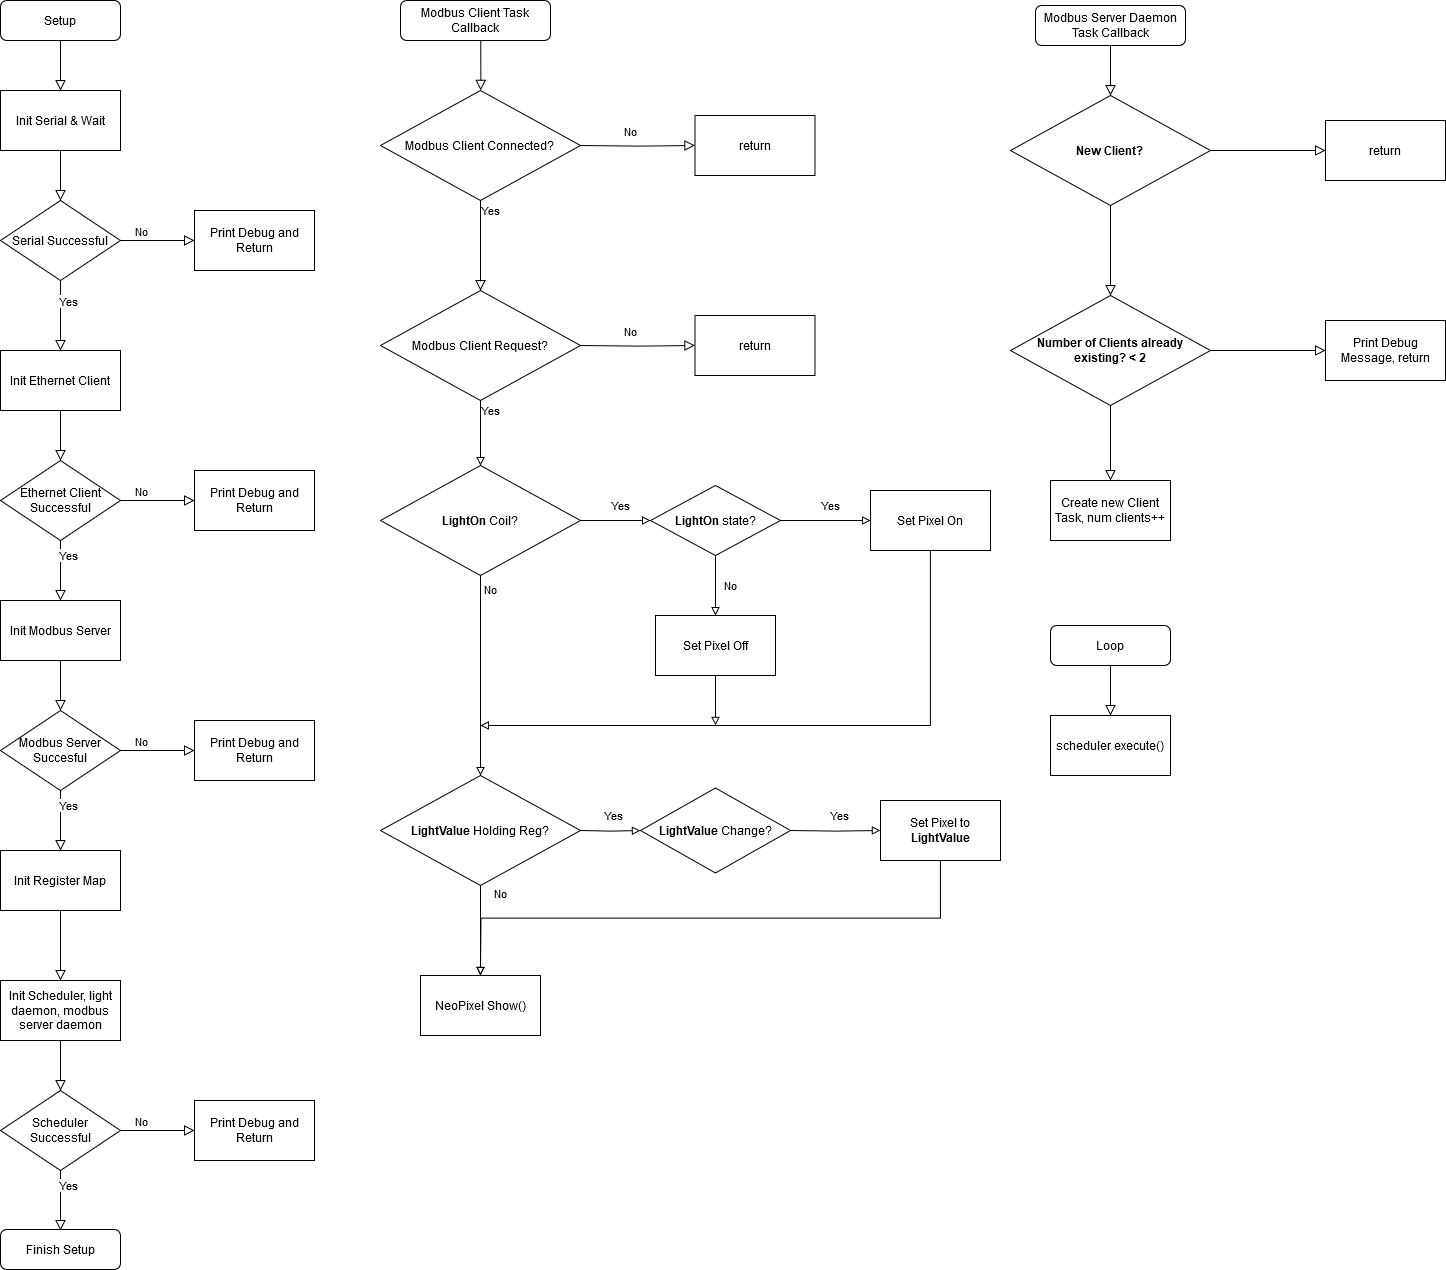 Setup
Init Serial & Wait
Serial Successful
No
Print Debug and
Return
Yes
Init Ethernet Client
Ethernet Client
Successful
No
Print Debug and
Return
Yes
Init Modbus Server
Modbus Server
Succesful
No
Print Debug and
Return
Yes
Init Register Map
Init Scheduler, light
daemon, modbus
server daemon
Scheduler
Successful
No
Print Debug and
Return
Yes
Finish Setup
Modbus Client Task
Callback
Modbus Client Connected?
No
return
Yes
Modbus Client Request?
No
return
Yes
LightOn Coil?
Yes
LightOn state?
Yes
Set Pixel On
No
No
Set Pixel Off
LightValue Holding Reg?
Yes
LightValue Change?
Yes
Set Pixel to
LightValue
No
NeoPixel Show()
Modbus Server Daemon
Task Callback
New Client?
return
Number of Clients already
existing? < 2
Print Debug
Message, return
Create new Client
Task, num clients++
Loop
scheduler execute()